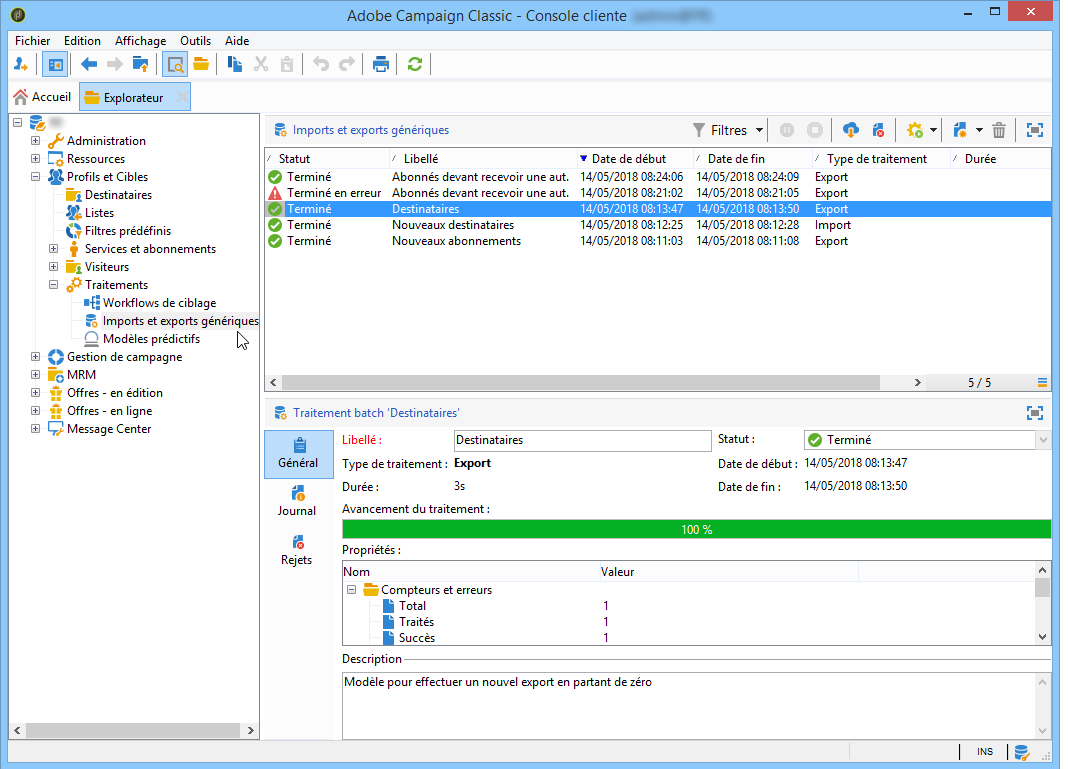 Adobe Campaign Classic - Console cliente
Fichier Edition Affichage Outils Aide
Accueil Explorateur
Administration
Ressources
Profils et Cibles
Destinataires
Listes
Filtres prédéfinis
Services et abonnements
Visiteurs
Traitements
Workflows de ciblage
Imports et exports génériques
Modèles prédictifs
Gestion de campagne
MRM
Offres - en édition
Offres - en ligne
Message Center
Imports et exports génériques Filtres
Statut Libellé Date de début Date de fin Type de traitement Durée
Terminé Abonnés devant recevoir une aut. 14/05/2018 08:24:06 14/05/2018 08:24:09 Export
Terminé en erreur Abonnés devant recevoir une aut. 14/05/2018 08:21:02 14/05/2018 08:21:05 Export
Terminé Destinataires 14/05/2018 08:13:47 14/05/2018 08:13:50 Export
Terminé Nouveaux destinataires 14/05/2018 08:12:25 14/05/2018 08:12:28 Import
Terminé Nouveaux abonnements 14/05/2018 08:11:03 14/05/2018 08:11:08 Export
5 / 5
Traitement batch 'Destinataires'
Général
Journal
Rejets
Libellé : Destinataires Statut : Terminé
Type de traitement : Export Date de début : 14/05/2018 08:13:47
Durée : 3s Date de fin : 14/05/2018 08:13:50
Avancement du traitement :
100 %
Propriétés :
Nom Valeur
Compteurs et erreurs
Total 1
Traités 1
Succès 1
Description
Modèle pour effectuer un nouvel export en partant de zéro
INS